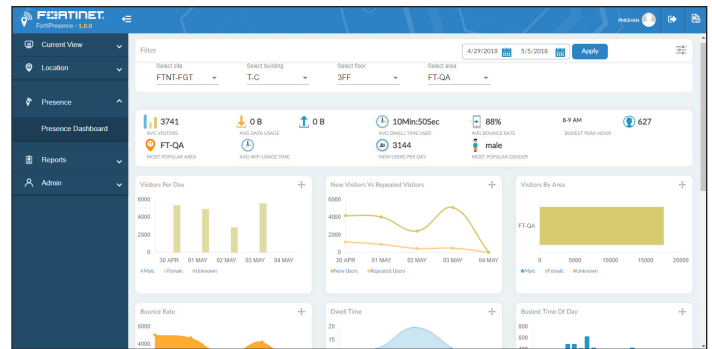 FORTINET.
FortiPresence - 1.0.0
PMOHAN
Current View
Location
Presence
Presence Dashboard
Reports
Admin
Filter
4/29/2018
5/5/2018
Apply
Select site
Select building
Select floor
Select area
FTNT-FGT
T-C
3FF
FT-QA
3741
AVG VISITORS
0 B
AVG DATA USAGE
0 B
10Min:50Sec
AVG DWELL TIME USER
88%
AVG BOUNCE RATE
8-9 AM
BUSIEST PEAK HOUR
627
FT-QA
MOST POPULAR AREA
AVG WIFI USAGE TIME
3144
NEW USERS PER DAY
male
MOST POPULAR GENDER
Visitors Per Day
6000
4000
2000
0
30 APR 01 MAY 02 MAY 03 MAY 04 MAY
Male Female Unknown
New Visitors Vs Repeated Visitors
6000
4000
2000
0
30 APR 01 MAY 02 MAY 03 MAY 04 MAY
New Users Repeated Users
Visitors By Area
FT-QA
0 5000 10000 15000 20000
Male Female Unknown
Bounce Rate
6000
4000
Dwell Time
20
15
Busiest Time Of Day
800
600
400